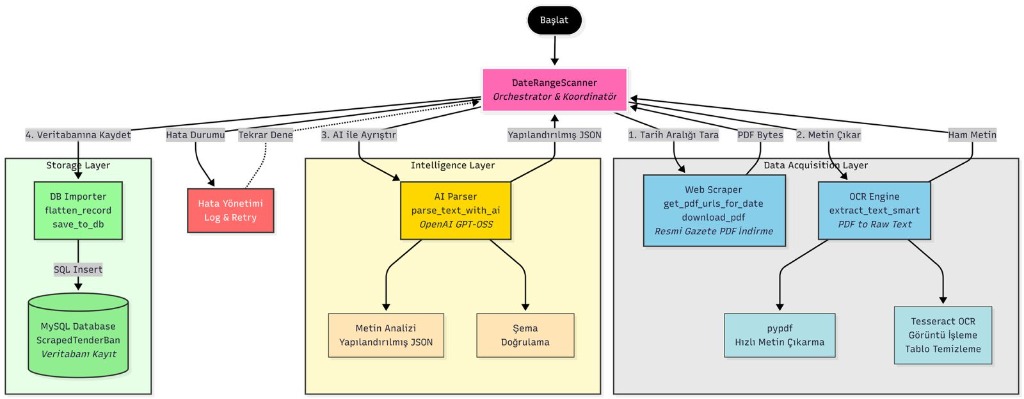 Başlat
DateRangeScanner
Orchestrator & Koordinatör
4. Veritabanına Kaydet
Hata Durumu
Tekrar Dene
3. AI ile Ayrıştır
Yapılandırılmış JSON
1. Tarih Aralığı Tara
PDF Bytes
2. Metin Çıkar
Ham Metin
Storage Layer
DB Importer
flatten_record
save_to_db
SQL Insert
MySQL Database
ScrapedTenderBan
Veritabanı Kayıt
Hata Yönetimi
Log & Retry
Intelligence Layer
AI Parser
parse_text_with_ai
OpenAI GPT-OSS
Metin Analizi
Yapılandırılmış JSON
Şema
Doğrulama
Data Acquisition Layer
Web Scraper
get_pdf_urls_for_date
download_pdf
Resmi Gazete PDF İndirme
OCR Engine
extract_text_smart
PDF to Raw Text
pypdf
Hızlı Metin Çıkarma
Tesseract OCR
Görüntü İşleme
Tablo Temizleme